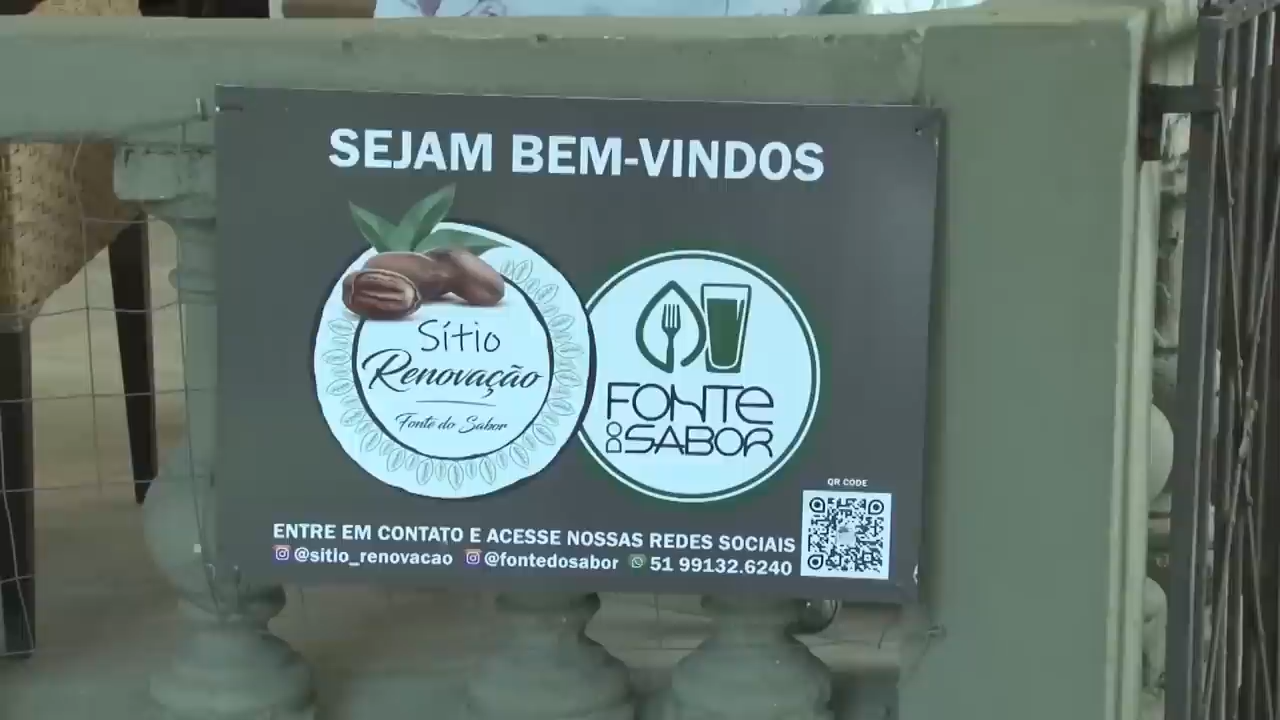 SEJAM BEM-VINDOS
Sítio
Renovação
Fonte do Sabor
FONTE
DO SABOR
QR CODE
ENTRE EM CONTATO E ACESSE NOSSAS REDES SOCIAIS
@sitio_renovacao @fontedosabor 51 99132.6240